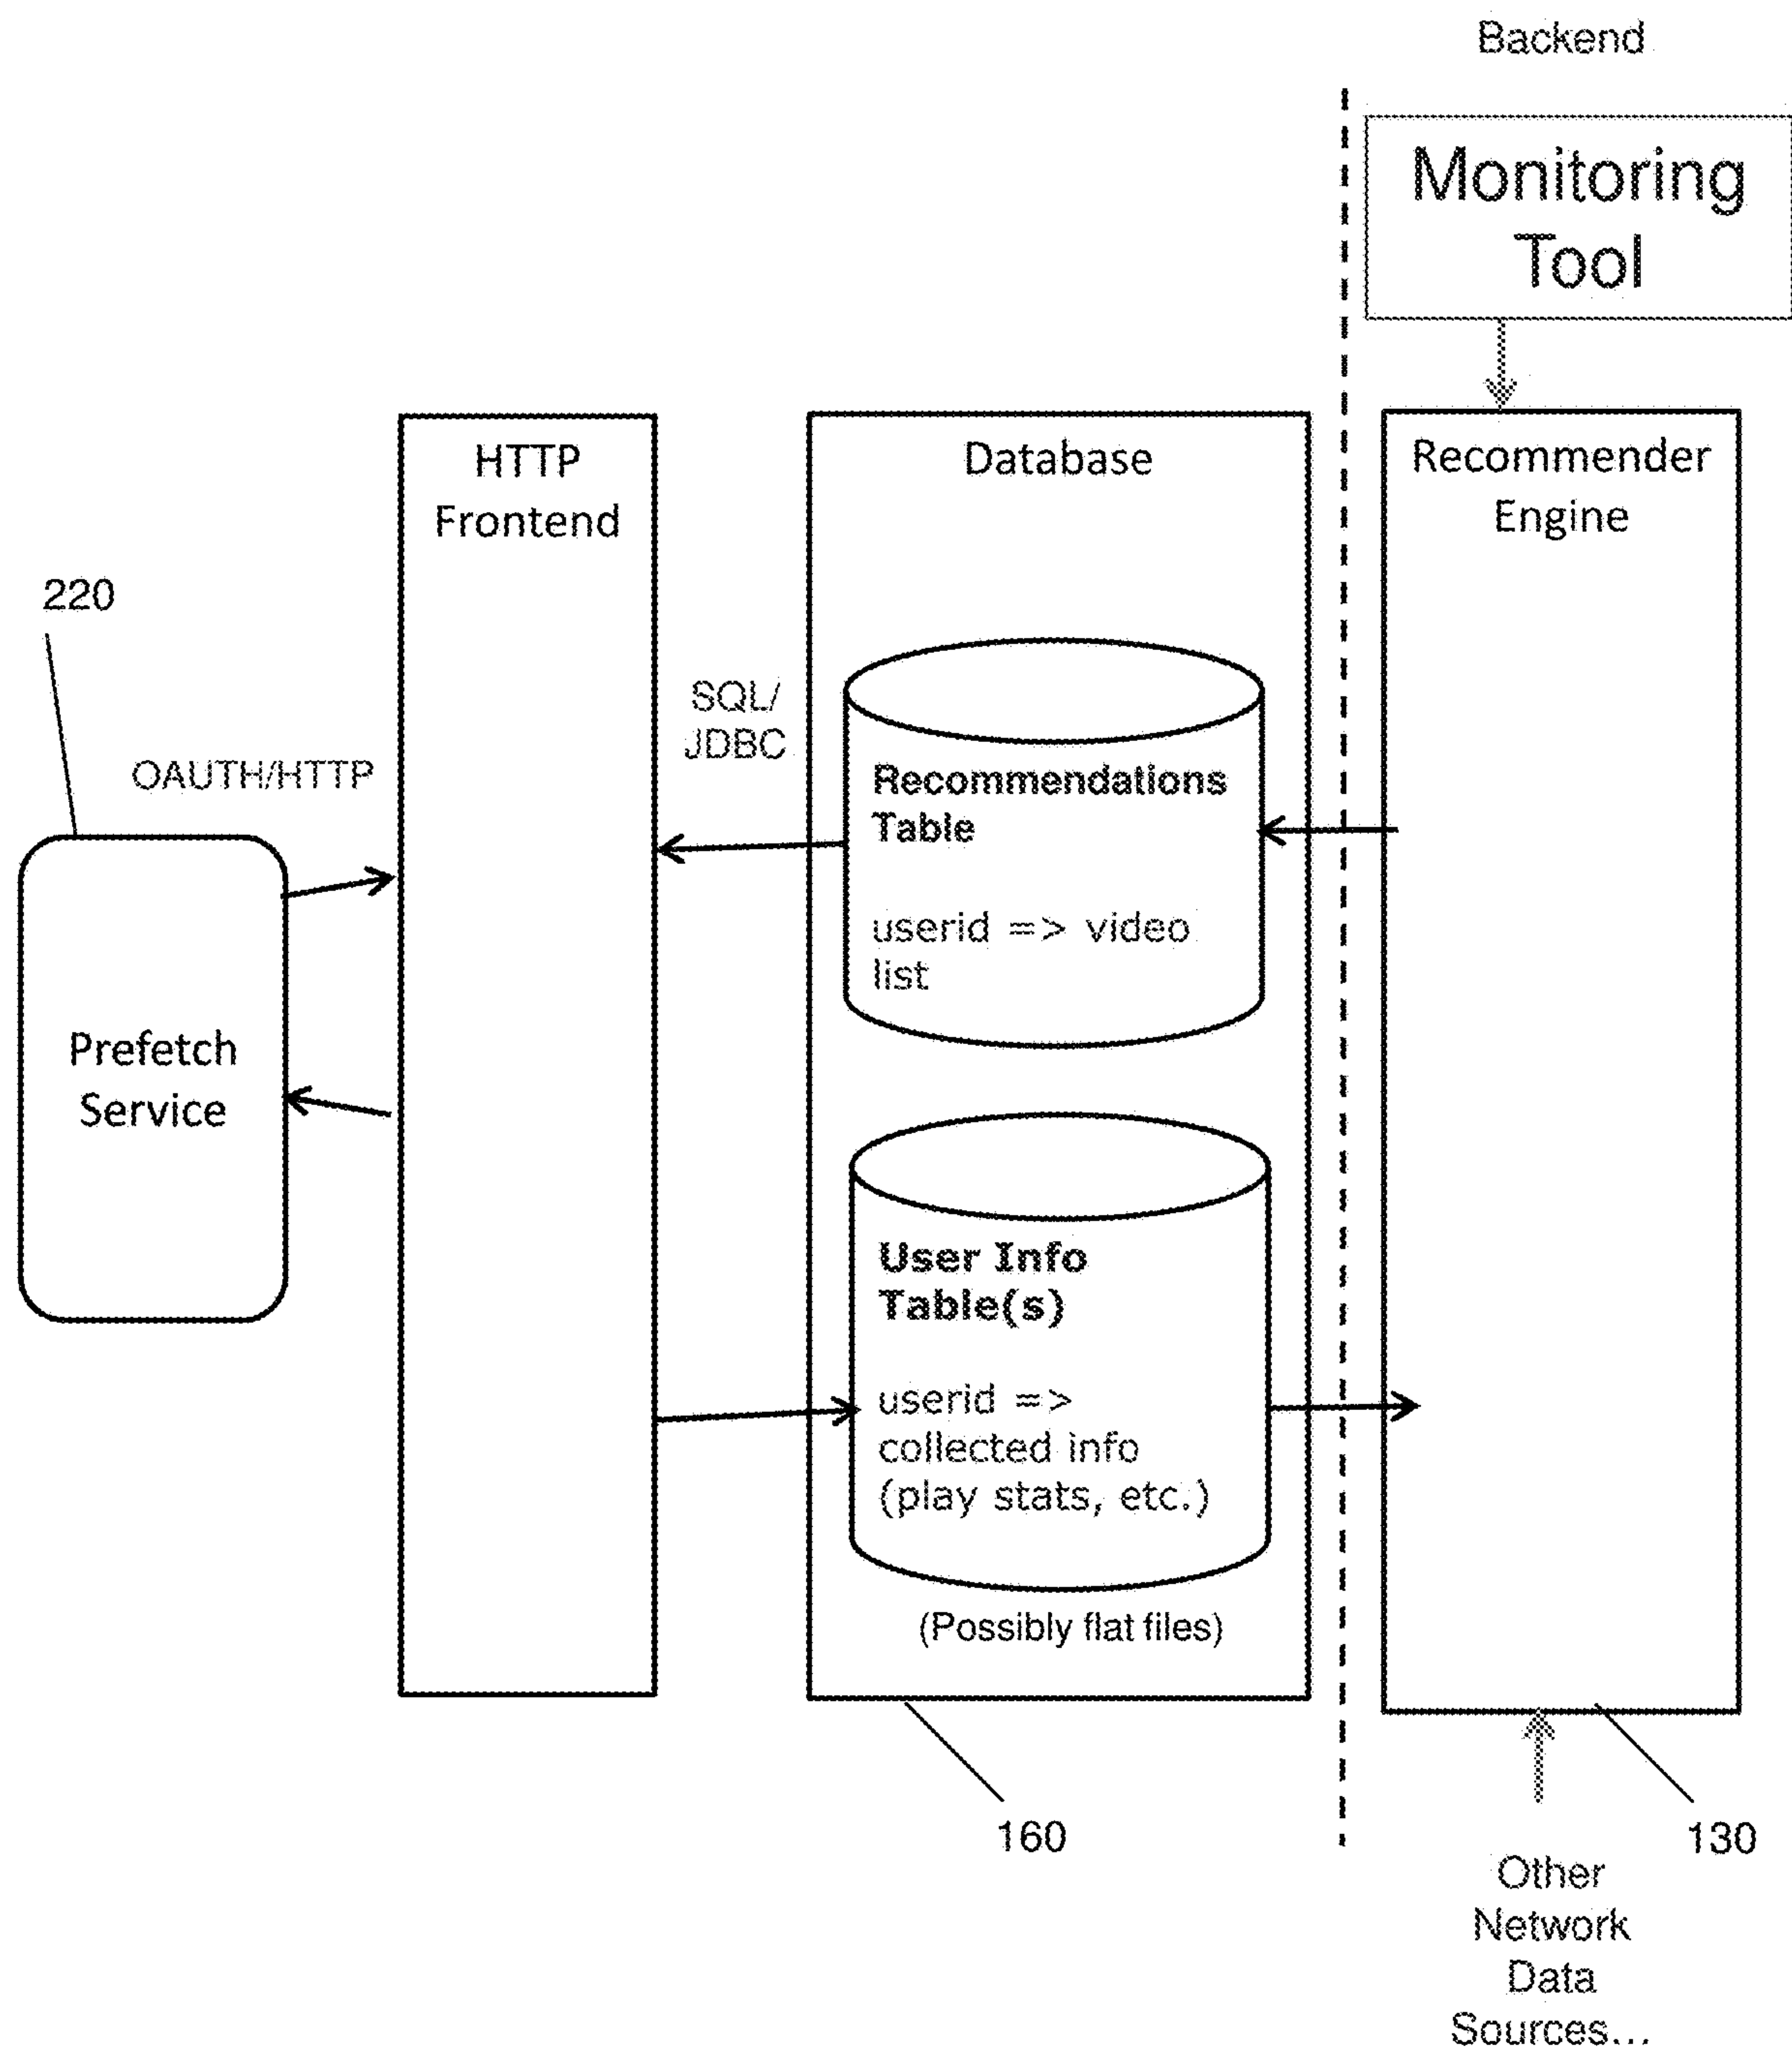 Backend
Monitoring
Tool
HTTP
Frontend
Database
Recommender
Engine
220
SQL/
JDBC
OAUTH/HTTP
Recommendations
Table
userid => video
list
Prefetch
Service
User Info
Table(s)
userid =>
collected info
(play stats, etc.)
(Possibly flat files)
160
130
Other
Network
Data
Sources...